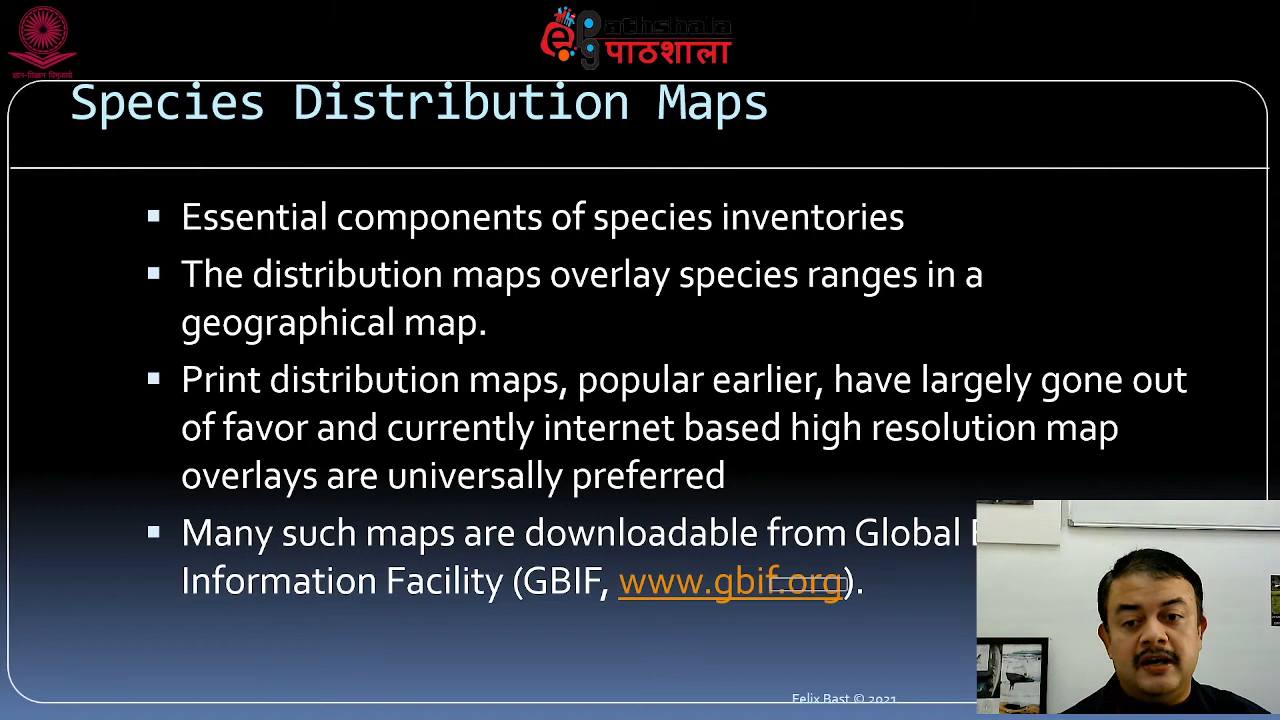 ज्ञान-विज्ञान विमुक्तये
Pathshala
पाठशाला
Species Distribution Maps
▪ Essential components of species inventories
▪ The distribution maps overlay species ranges in a
geographical map.
▪ Print distribution maps, popular earlier, have largely gone out
of favor and currently internet based high resolution map
overlays are universally preferred
▪ Many such maps are downloadable from Global
Information Facility (GBIF, www.gbif.org).
Felix Bast © 2021